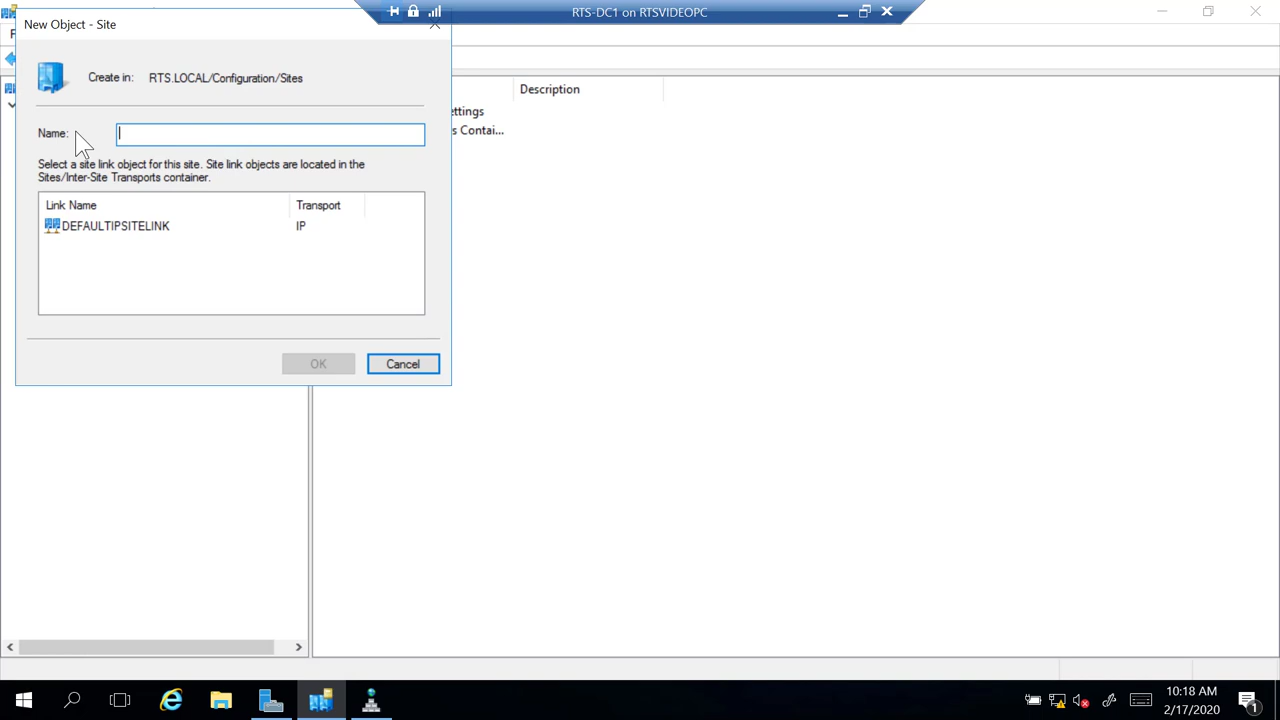 RTS-DC1 on RTSVIDEOPC
New Object - Site
F
Create in: RTS.LOCAL/Configuration/Sites
Description
ettings
s Contai...
Name:
Select a site link object for this site. Site link objects are located in the
Sites/Inter-Site Transports container.
Link Name Transport
DEFAULTIPSITELINK IP
OK Cancel
10:18 AM
2/17/2020
1